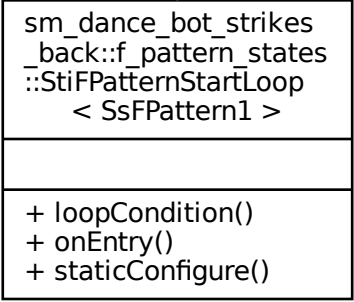 sm_dance_bot_strikes
_back::f_pattern_states
::StiFPatternStartLoop
< SsFPattern1 >
+ loopCondition()
+ onEntry()
+ staticConfigure()